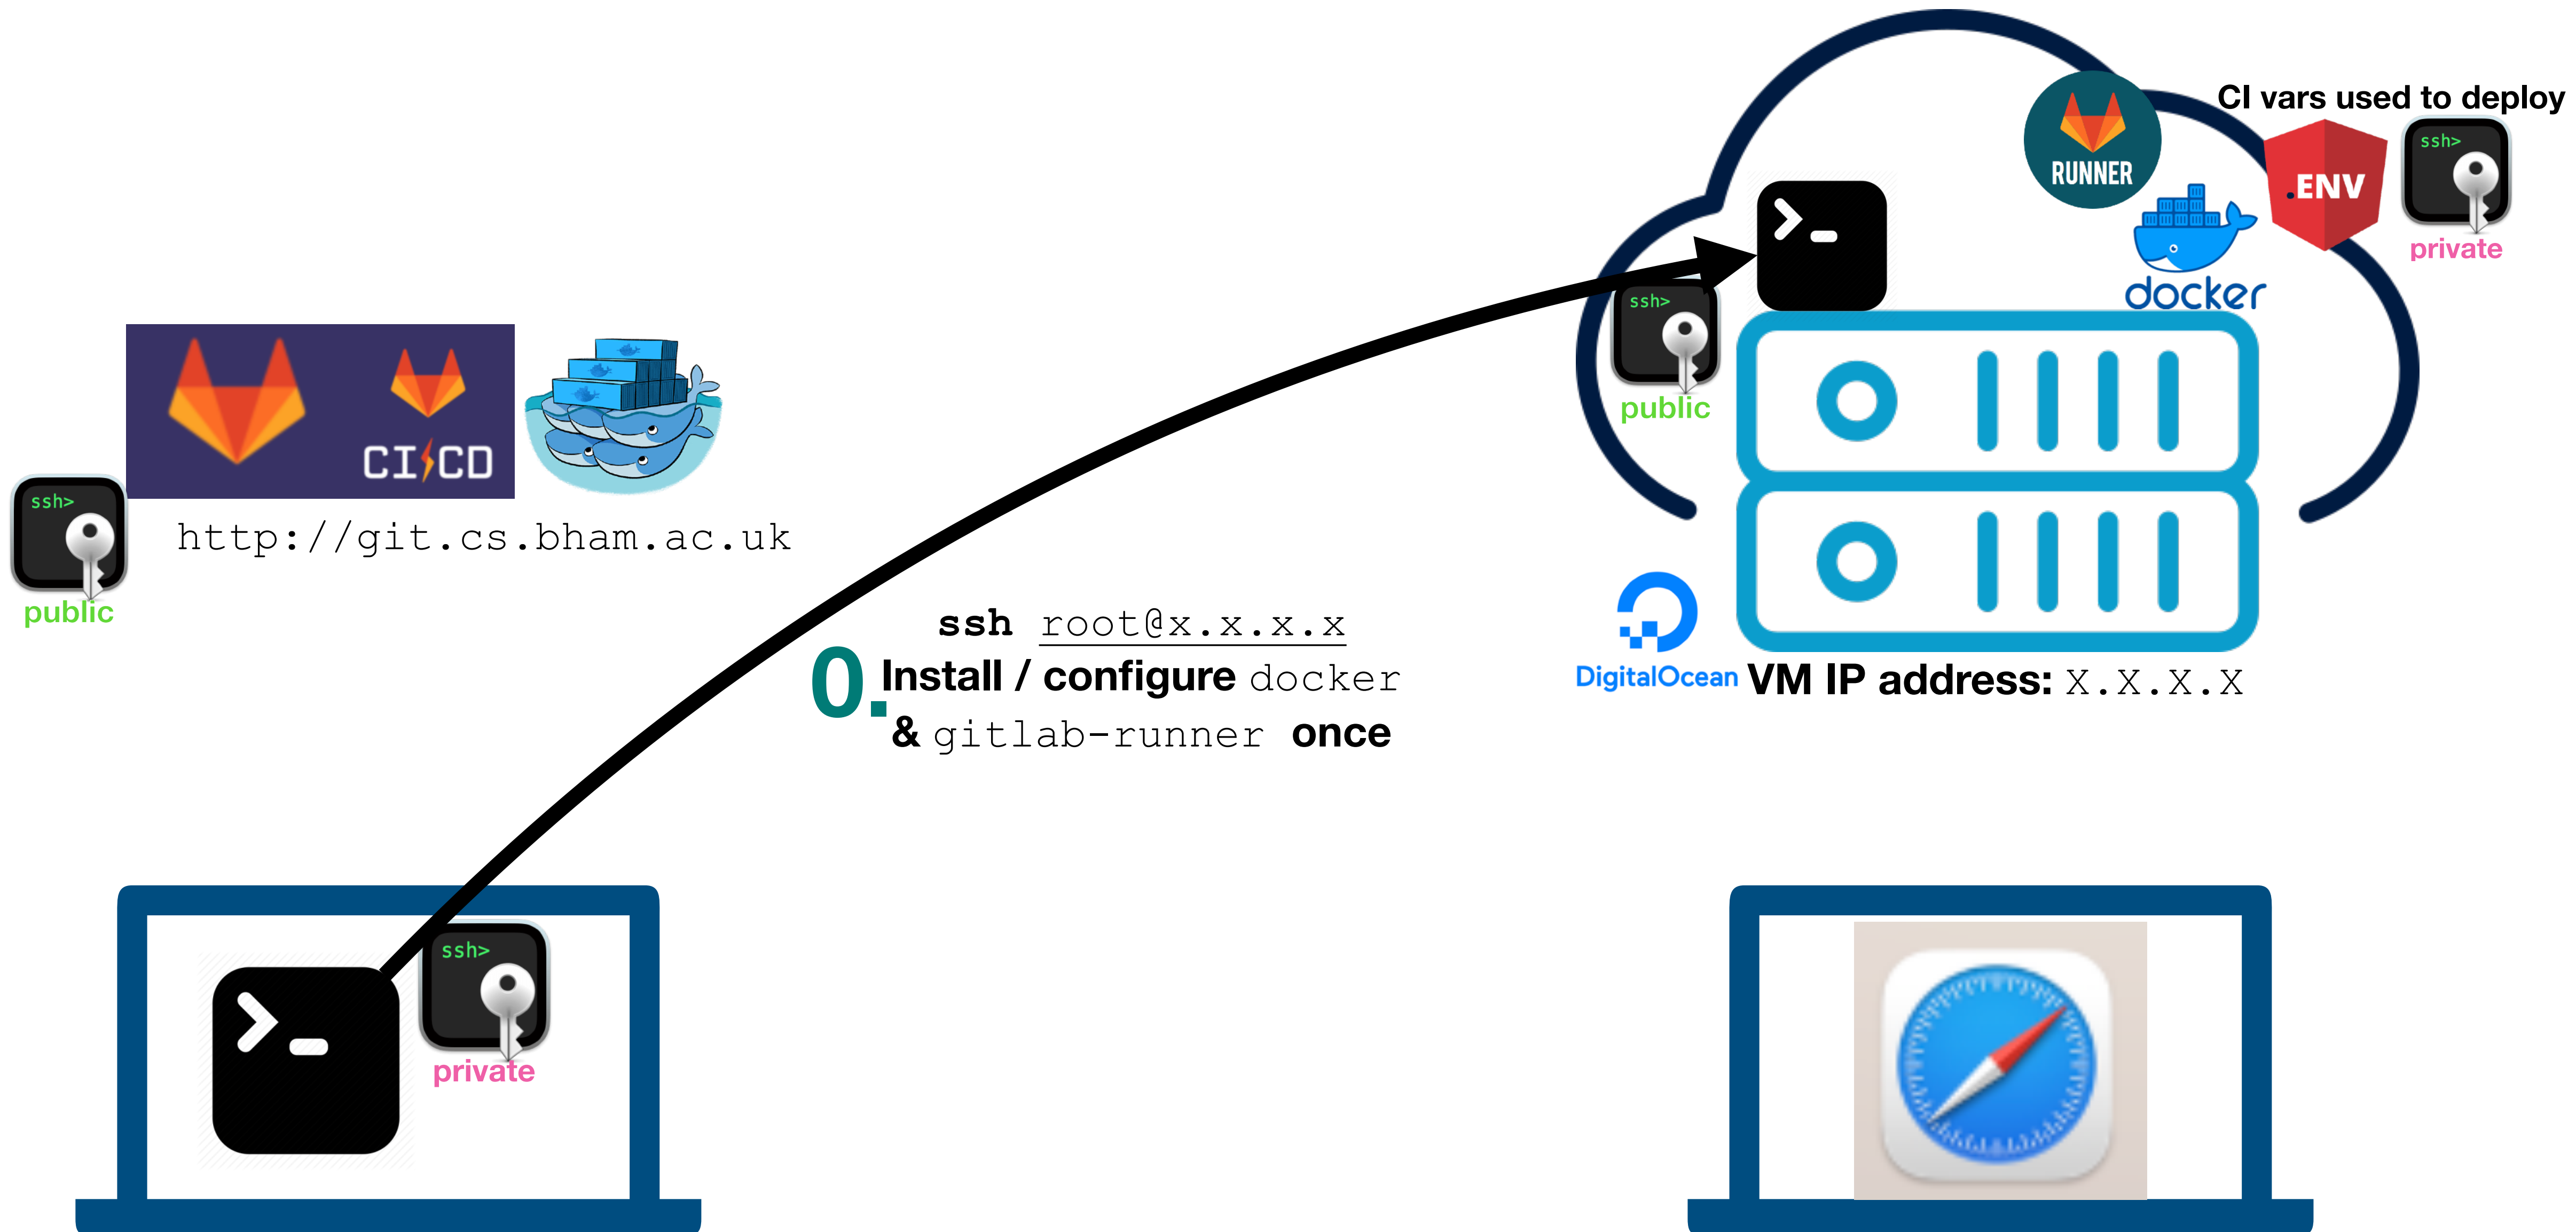 CI vars used to deploy
RUNNER
.ENV
ssh>
private
docker
ssh>
public
CI CD
ssh>
public
http://git.cs.bham.ac.uk
ssh root@x.x.x.x
0. Install / configure docker
& gitlab-runner once
DigitalOcean
VM IP address: X.X.X.X
ssh>
private